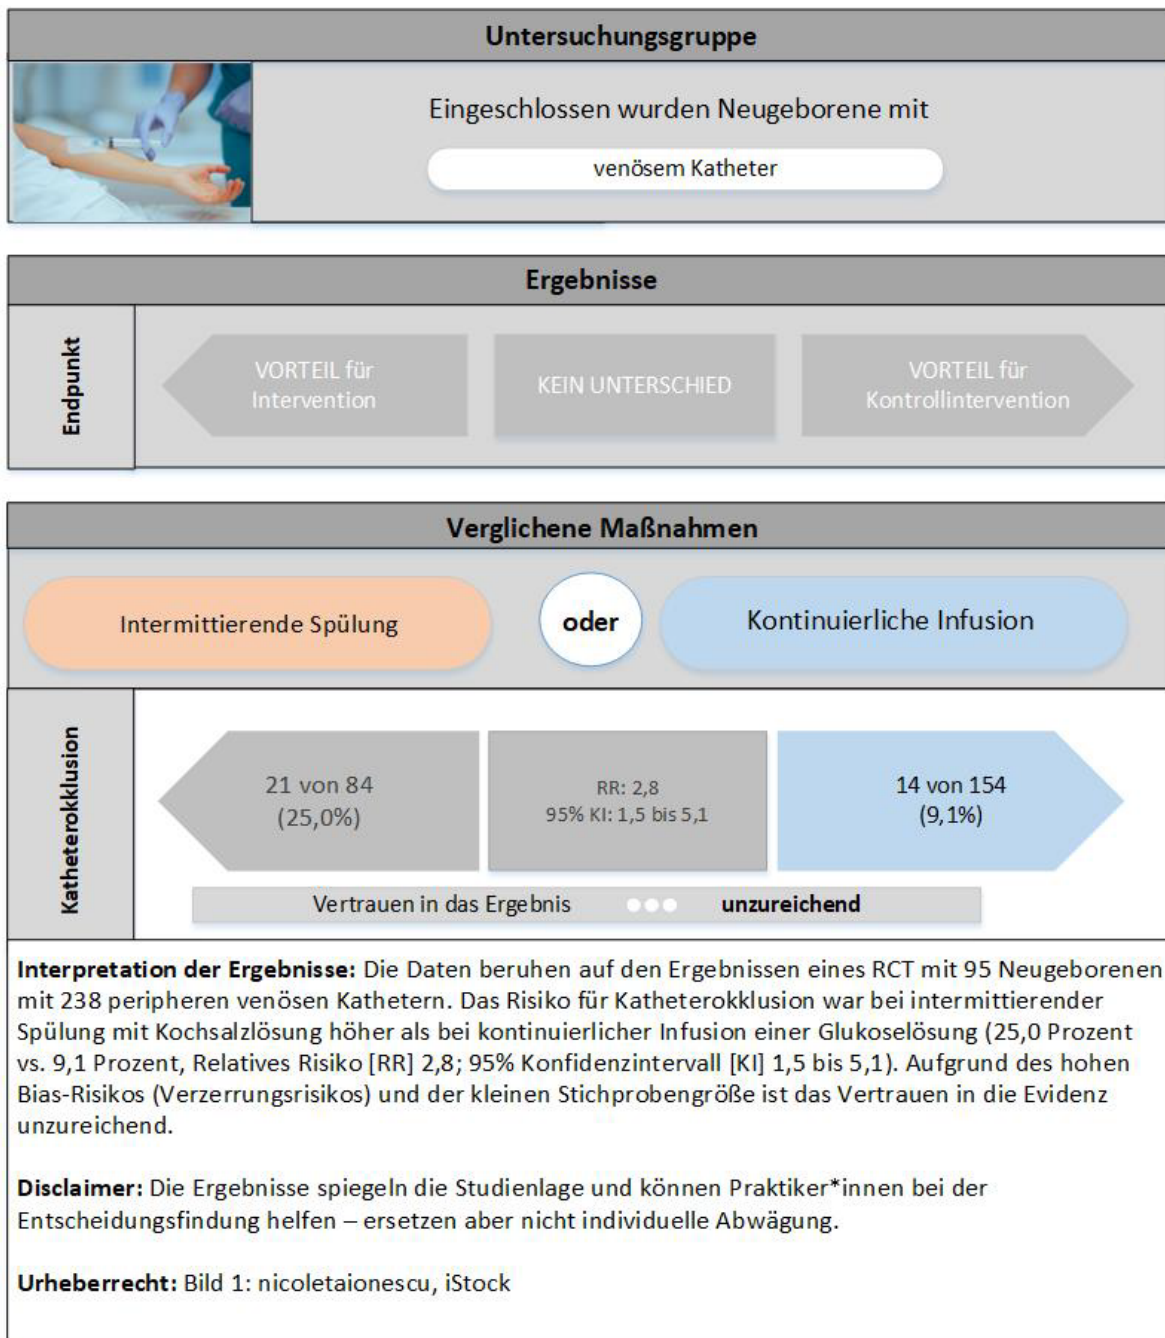 Untersuchungsgruppe
Eingeschlossen wurden Neugeborene mit
venösem Katheter
Ergebnisse
Endpunkt
VORTEIL für
Intervention
KEIN UNTERSCHIED
VORTEIL für
Kontrollintervention
Verglichene Maßnahmen
Intermittierende Spülung
oder
Kontinuierliche Infusion
Katheterokklusion
21 von 84
(25,0%)
RR: 2,8
95% KI: 1,5 bis 5,1
14 von 154
(9,1%)
Vertrauen in das Ergebnis
unzureichend
Interpretation der Ergebnisse: Die Daten beruhen auf den Ergebnissen eines RCT mit 95 Neugeborenen
mit 238 peripheren venösen Kathetern. Das Risiko für Katheterokklusion war bei intermittierender
Spülung mit Kochsalzlösung höher als bei kontinuierlicher Infusion einer Glukoselösung (25,0 Prozent
vs. 9,1 Prozent, Relatives Risiko [RR] 2,8; 95% Konfidenzintervall [KI] 1,5 bis 5,1). Aufgrund des hohen
Bias-Risikos (Verzerrungsrisikos) und der kleinen Stichprobengröße ist das Vertrauen in die Evidenz
unzureichend.
Disclaimer: Die Ergebnisse spiegeln die Studienlage und können Praktiker*innen bei der
Entscheidungsfindung helfen – ersetzen aber nicht individuelle Abwägung.
Urheberrecht: Bild 1: nicoletaionescu, iStock